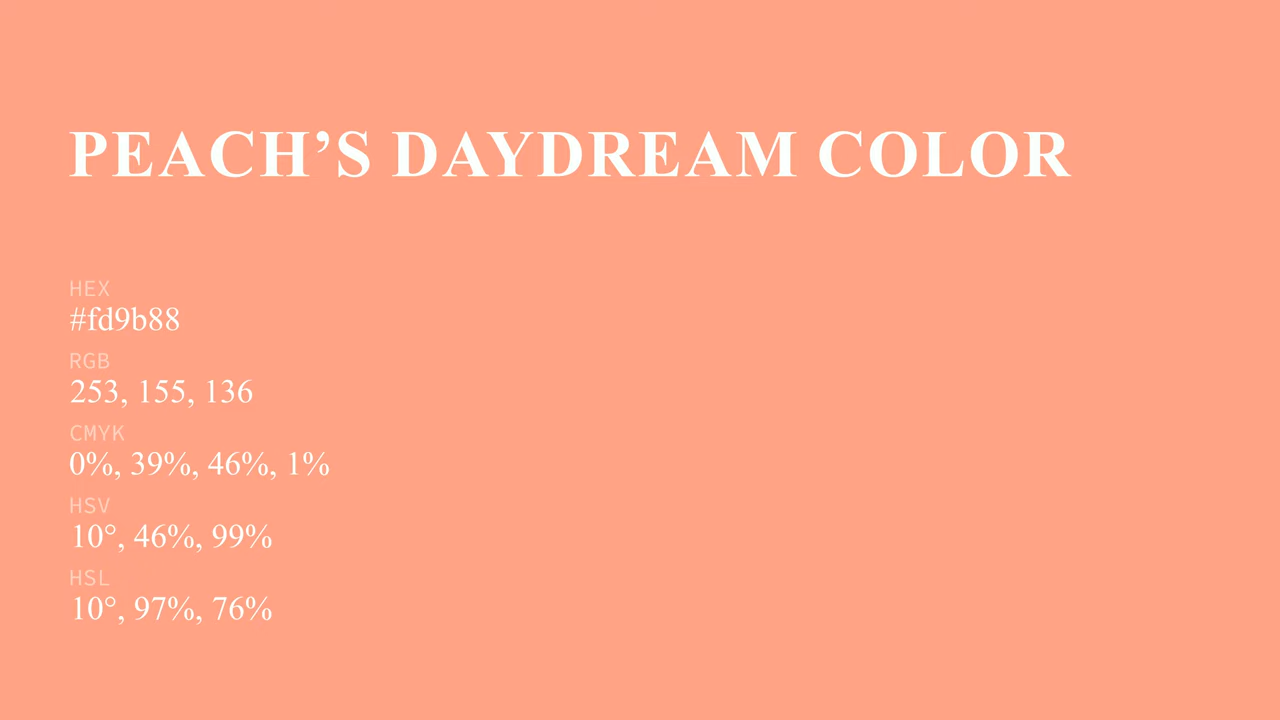 PEACH’S DAYDREAM COLOR
HEX
#fd9b88
RGB
253, 155, 136
CMYK
0%, 39%, 46%, 1%
HSV
10°, 46%, 99%
HSL
10°, 97%, 76%